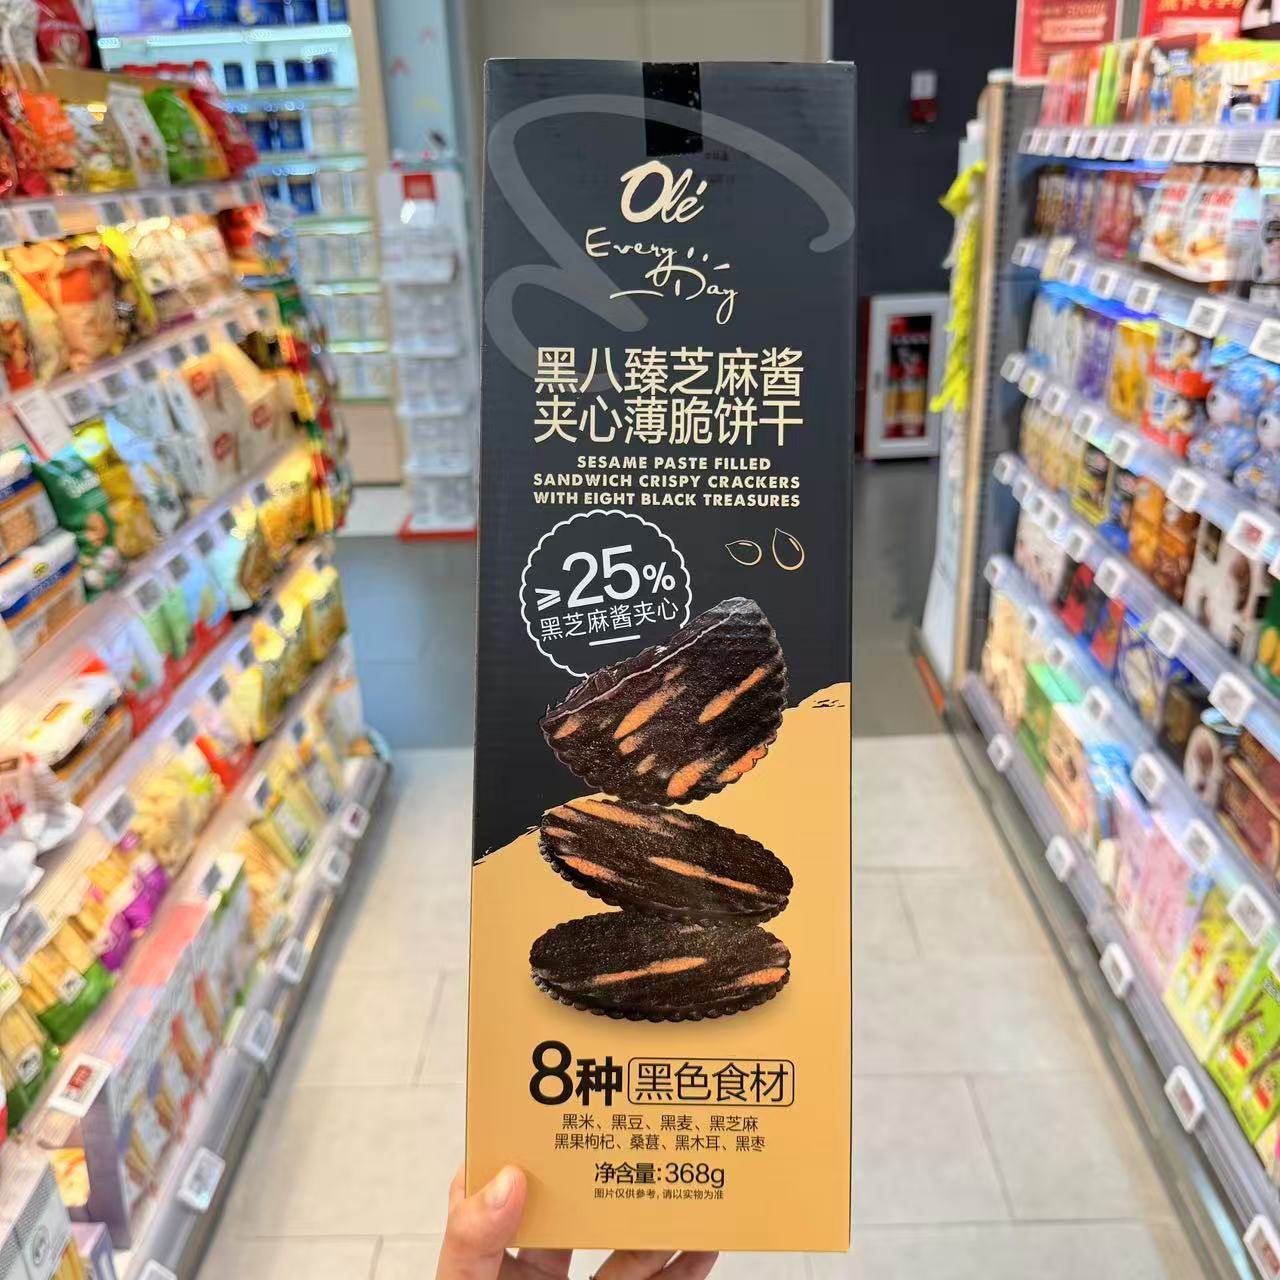 Olé
Every Day
黑八臻芝麻酱
夹心薄脆饼干
SESAME PASTE FILLED
SANDWICH CRISPY CRACKERS
WITH EIGHT BLACK TREASURES
≥25%
黑芝麻酱夹心
8种 黑色食材
黑米、黑豆、黑麦、黑芝麻
黑果枸杞、桑葚、黑木耳、黑枣
净含量:368g
图片仅供参考,请以实物为准